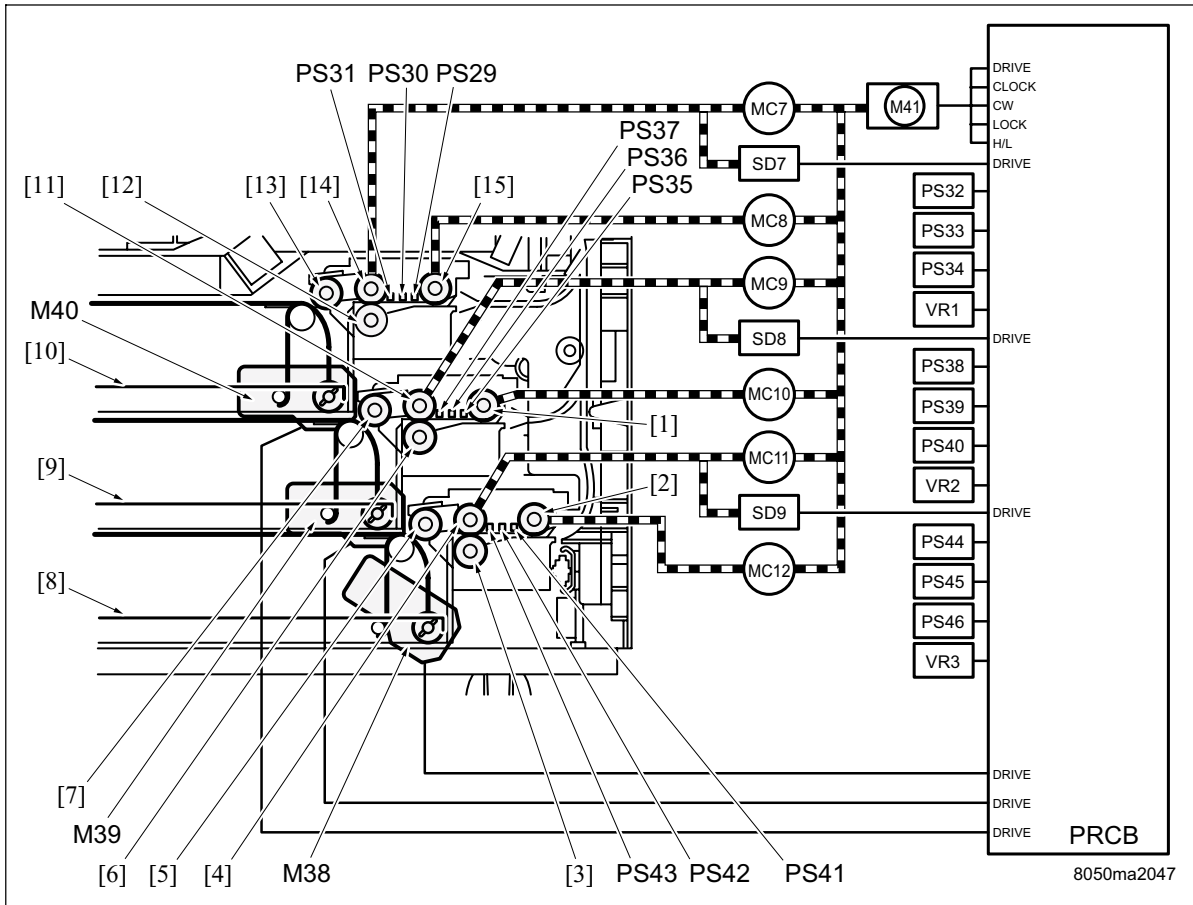 PS31 PS30 PS29
PS37
PS36
PS35
[11]
[12]
[13]
[14]
[15]
M40
[10]
[9]
[8]
[1]
[2]
[7]
M39
[6]
[5]
[4]
M38
[3]
PS43
PS42
PS41
MC7
SD7
MC8
MC9
SD8
MC10
MC11
SD9
MC12
M41
DRIVE
CLOCK
CW
LOCK
H/L
DRIVE
PS32
PS33
PS34
VR1
DRIVE
PS38
PS39
PS40
VR2
DRIVE
PS44
PS45
PS46
VR3
DRIVE
DRIVE
DRIVE
PRCB
8050ma2047